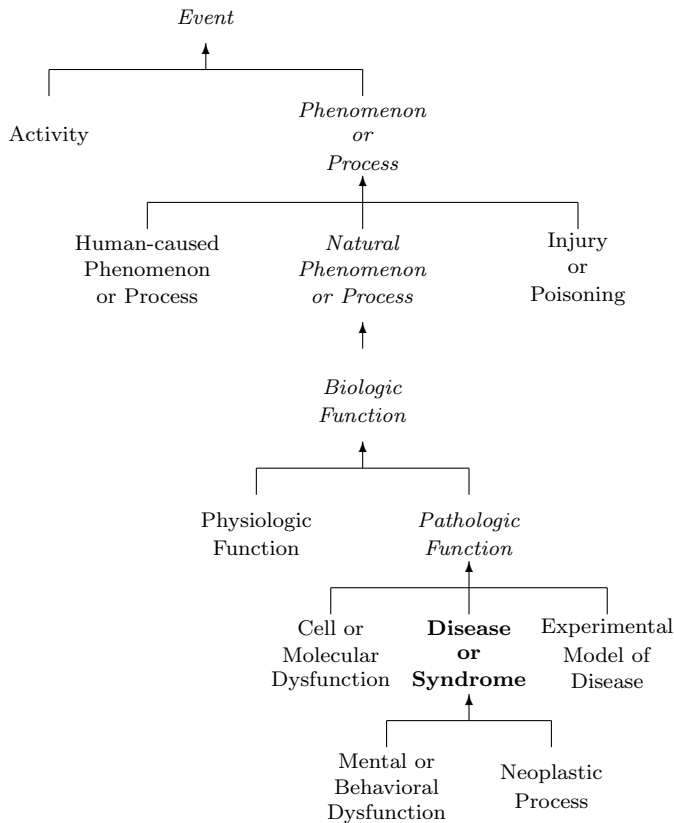 Event
Activity
Phenomenon
or
Process
Human-caused
Phenomenon
or Process
Natural
Phenomenon
or Process
Injury
or
Poisoning
Biologic
Function
Physiologic
Function
Pathologic
Function
Cell or
Molecular
Dysfunction
Disease
or
Syndrome
Experimental
Model of
Disease
Mental or
Behavioral
Dysfunction
Neoplastic
Process